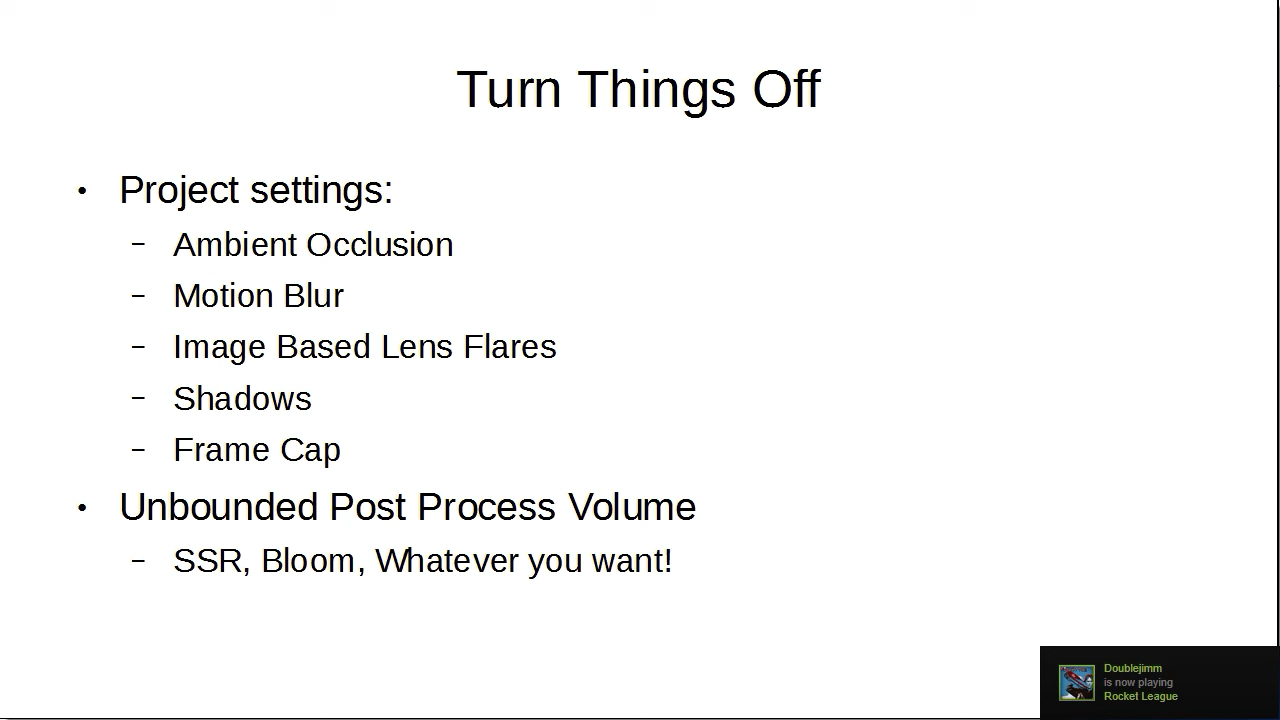 Turn Things Off
• Project settings:
– Ambient Occlusion
– Motion Blur
– Image Based Lens Flares
– Shadows
– Frame Cap
• Unbounded Post Process Volume
– SSR, Bloom, Whatever you want!
Doublejimm
is now playing
Rocket League